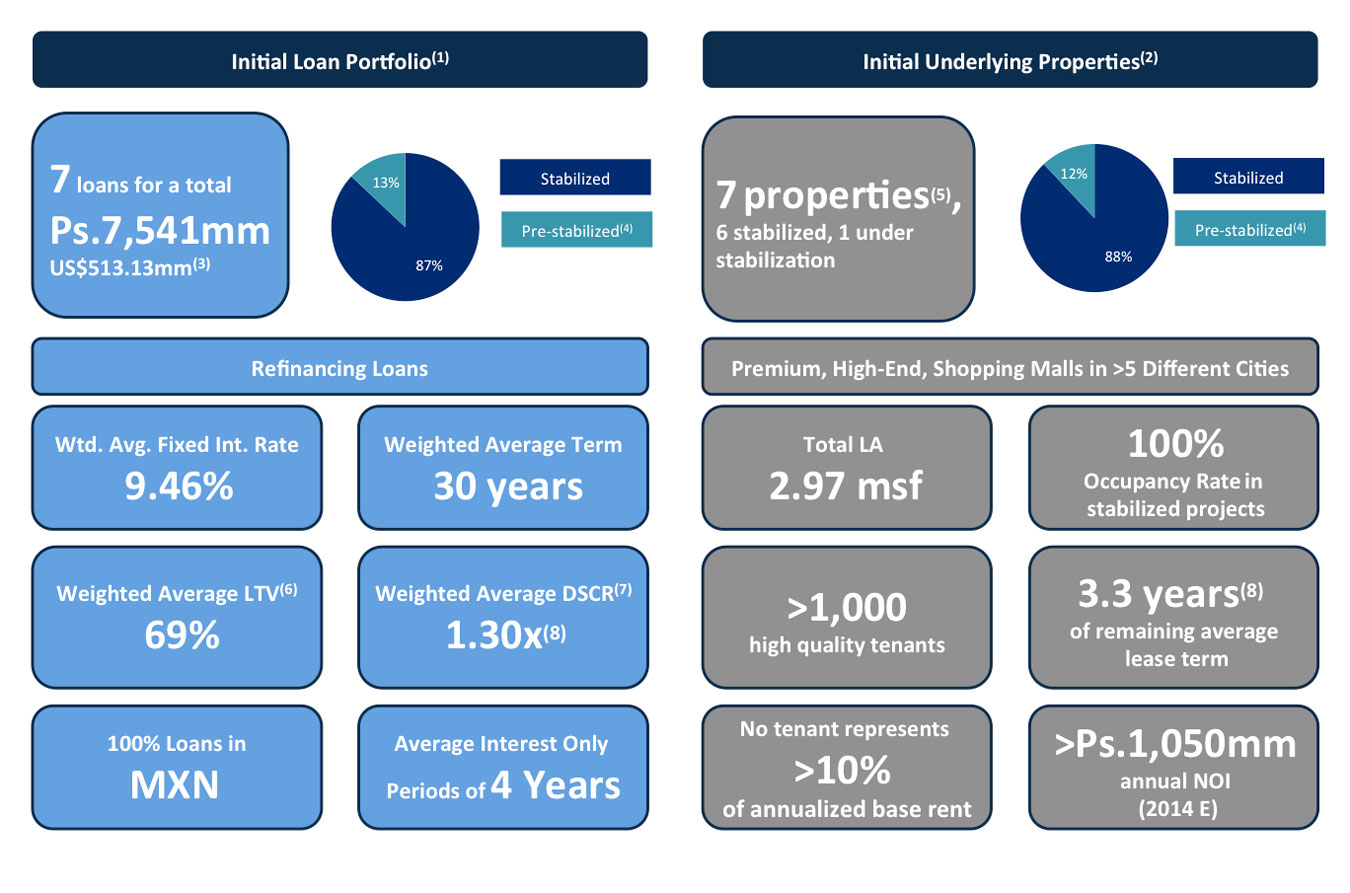 Initial Loan Portfolio(1)
7 loans for a total
Ps.7,541mm
US$513.13mm(3)
13%
87%
Stabilized
Pre-stabilized(4)
Refinancing Loans
Wtd. Avg. Fixed Int. Rate
9.46%
Weighted Average Term
30 years
Weighted Average LTV(6)
69%
Weighted Average DSCR(7)
1.30x(8)
100% Loans in
MXN
Average Interest Only
Periods of 4 Years
Initial Underlying Properties(2)
7 properties(5),
6 stabilized, 1 under
stabilization
12%
88%
Stabilized
Pre-stabilized(4)
Premium, High-End, Shopping Malls in >5 Different Cities
Total LA
2.97 msf
100%
Occupancy Rate in
stabilized projects
>1,000
high quality tenants
3.3 years(8)
of remaining average
lease term
No tenant represents
>10%
of annualized base rent
>Ps.1,050mm
annual NOI
(2014 E)